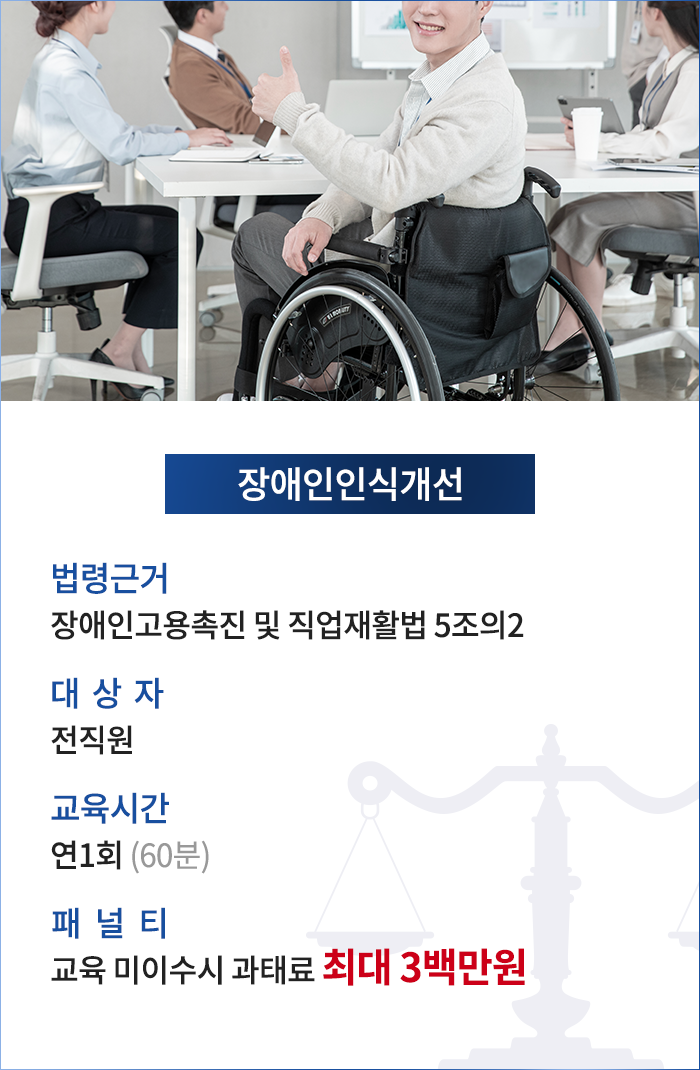 장애인인식개선
법령근거
장애인고용촉진 및 직업재활법 5조의2
대 상 자
전직원
교육시간
연1회 (60분)
패 널 티
교육 미이수시 과태료 최대 3백만원